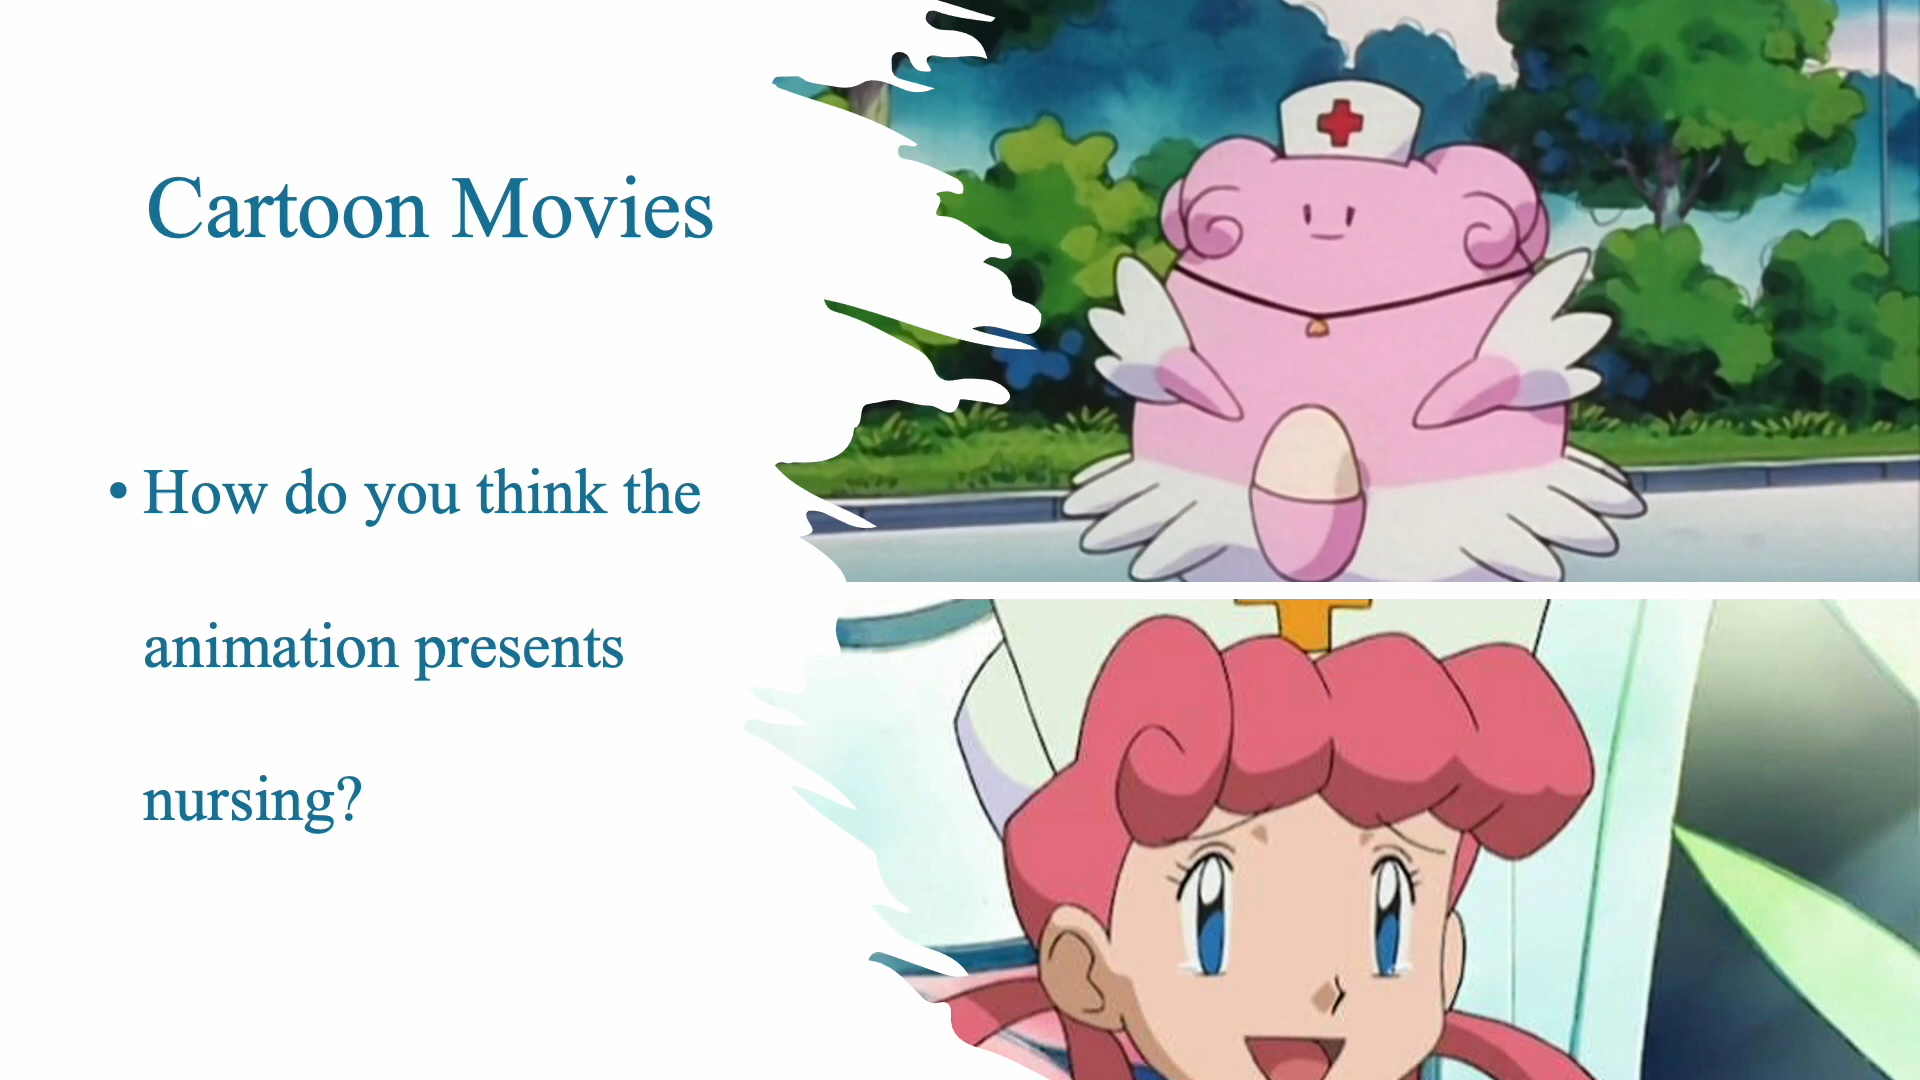 Cartoon Movies
• How do you think the
animation presents
nursing?